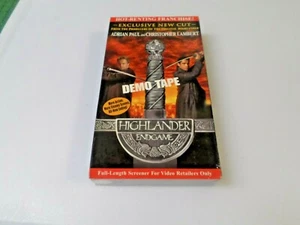 HOT-RENTING FRANCHISE!
EXCLUSIVE NEW CUT
ADRIAN PAUL AND CHRISTOPHER LAMBERT
DEMO TAPE
HIGHLANDER
ENDGAME
Full-Length Screener For Video Retailers Only